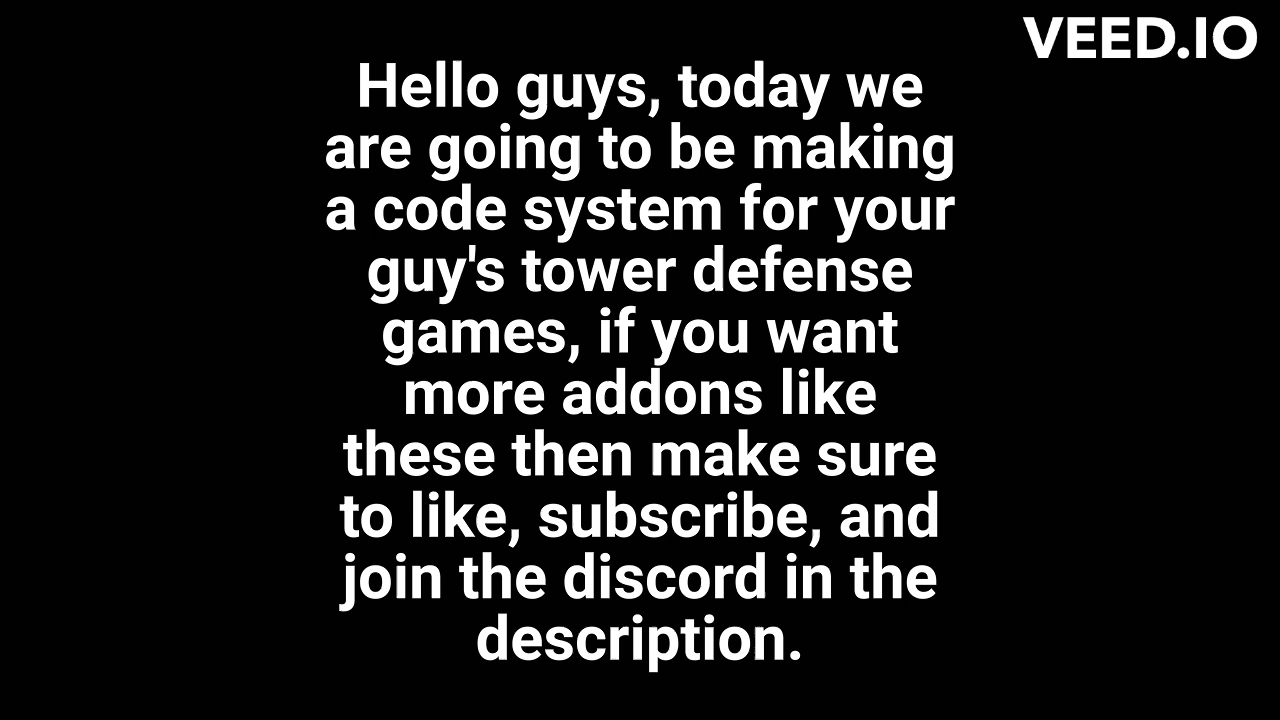 VEED.IO
Hello guys, today we
are going to be making
a code system for your
guy's tower defense
games, if you want
more addons like
these then make sure
to like, subscribe, and
join the discord in the
description.